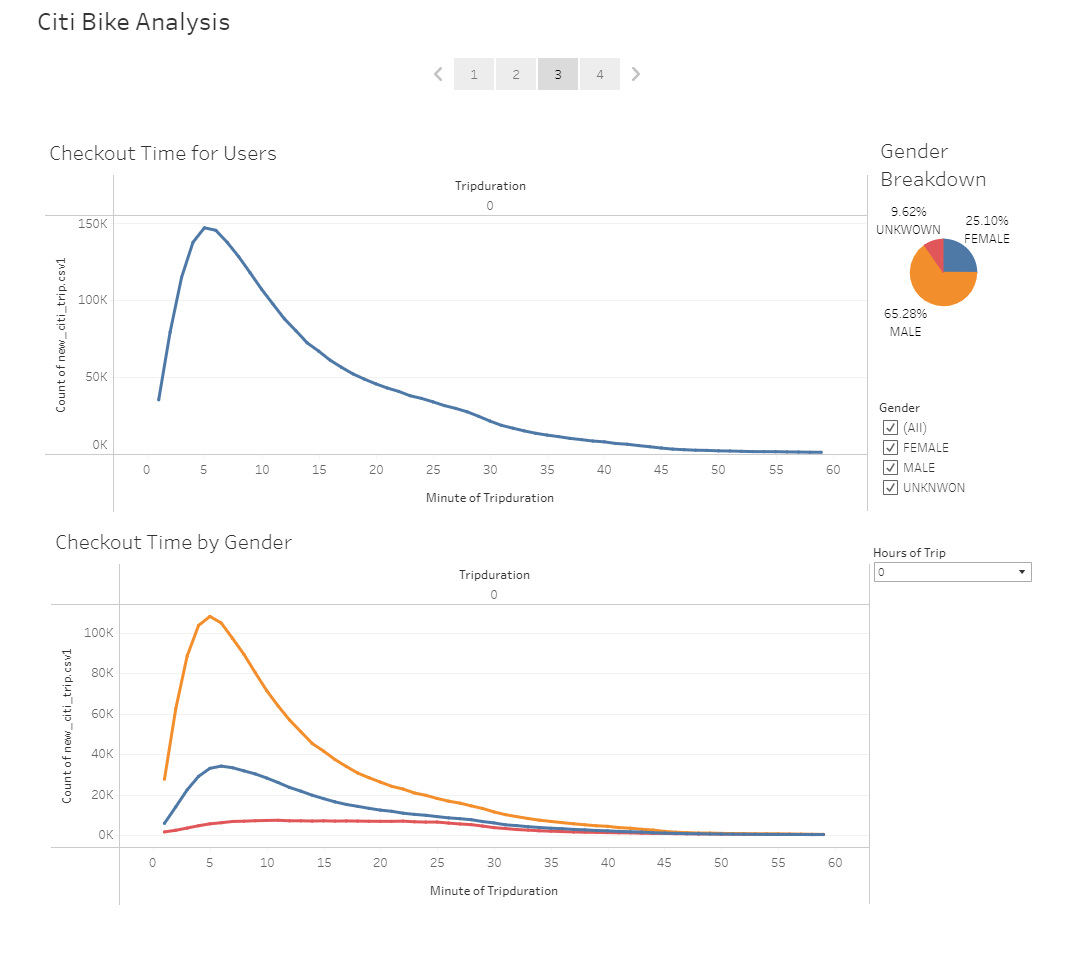 Citi Bike Analysis
1 2 3 4
Checkout Time for Users
Tripduration
0
150K
100K
50K
0K
Count of new_citi_trip.csv1
0 5 10 15 20 25 30 35 40 45 50 55 60
Minute of Tripduration
Gender
Breakdown
9.62%
UNKWOWN
25.10%
FEMALE
65.28%
MALE
Gender
(All)
FEMALE
MALE
UNKNWON
Checkout Time by Gender
Tripduration
0
100K
80K
60K
40K
20K
0K
Count of new_citi_trip.csv1
0 5 10 15 20 25 30 35 40 45 50 55 60
Minute of Tripduration
Hours of Trip
0